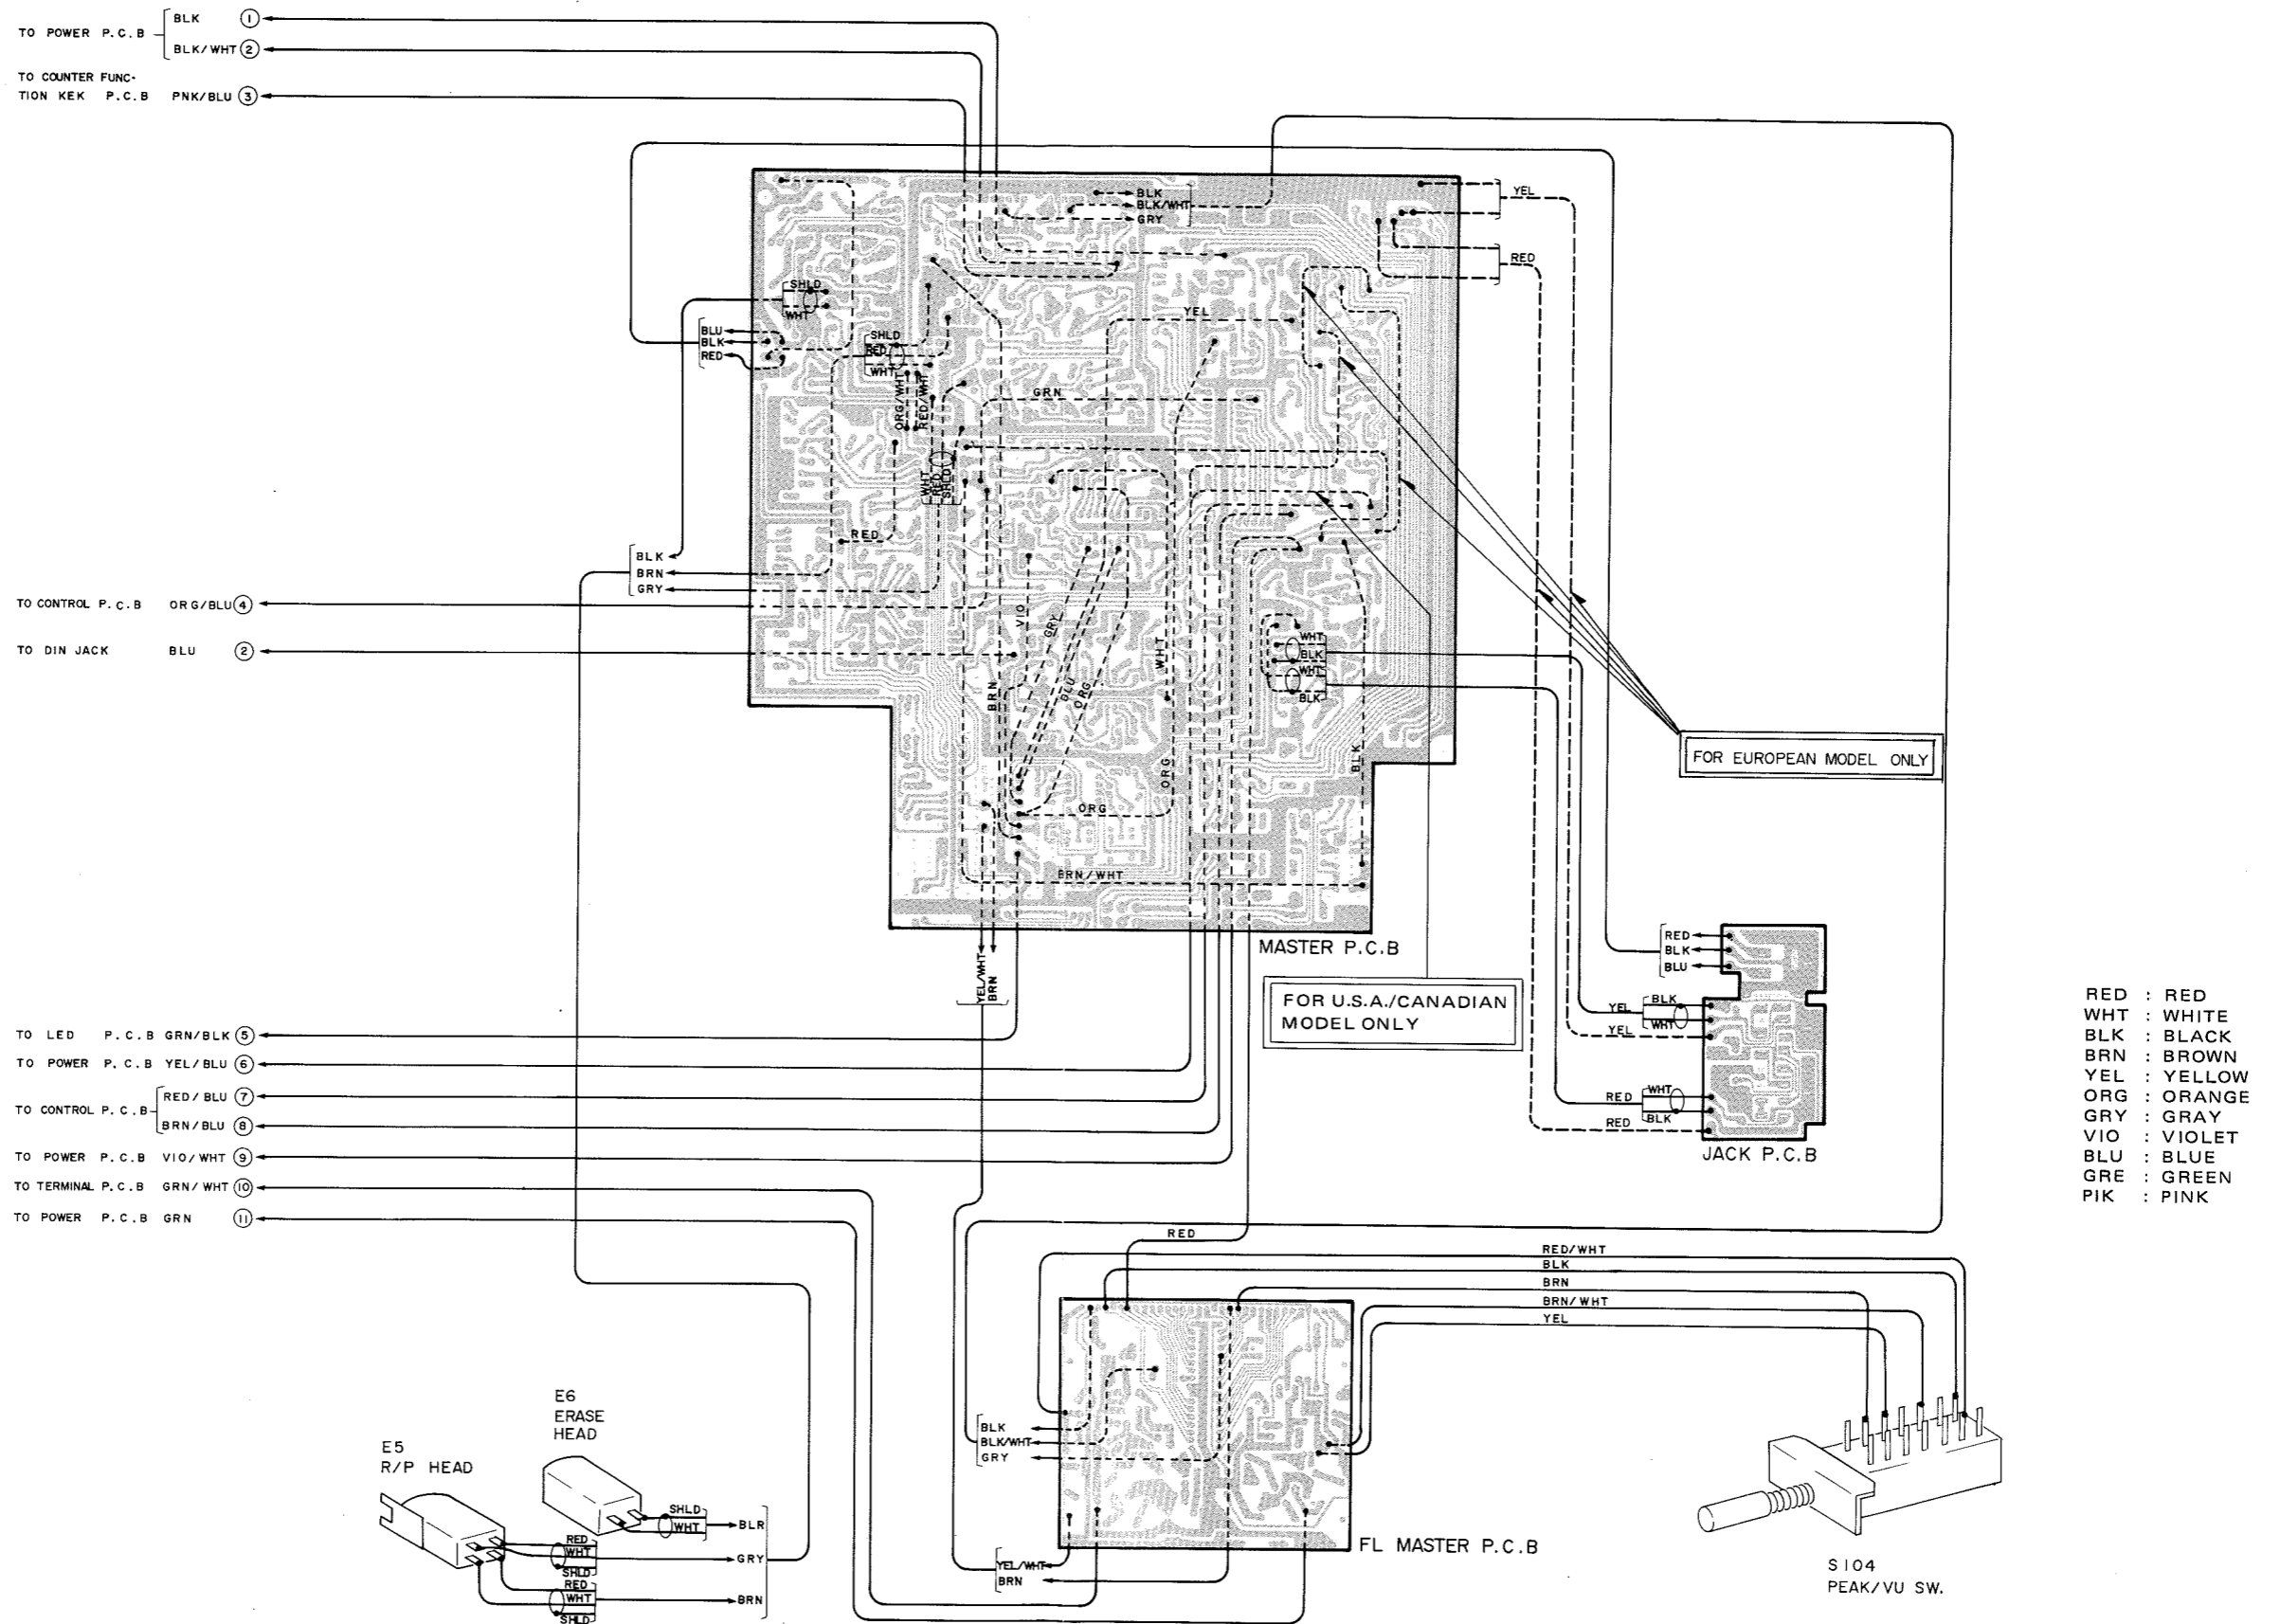 BLK ①
TO POWER P.C.B
BLK/WHT ②
TO COUNTER FUNC-
TION KEK P.C.B PNK/BLU ③
BLK
BLK/WHT
GRY
YEL
RED
SHLD
WHT
BLU
BLK
RED
SHLD
RED
WHT
ORG/WHT
RED/WHT
YEL
GRN
WHT
RED
SHLD
RED
BLK
BRN
GRY
TO CONTROL P.C.B ORG/BLU ④
TO DIN JACK BLU ②
VIO
GRY
BRN
BLU
ORG
WHT
WHT
BLK
WHT
BLK
ORG
BLK
ORG
BRN/WHT
FOR EUROPEAN MODEL ONLY
MASTER P.C.B
YEL/WHT
BRN
FOR U.S.A./CANADIAN
MODEL ONLY
RED
BLK
BLU
YEL
BLK
WHT
YEL
RED
WHT
BLK
RED
JACK P.C.B
RED : RED
WHT : WHITE
BLK : BLACK
BRN : BROWN
YEL : YELLOW
ORG : ORANGE
GRY : GRAY
VIO : VIOLET
BLU : BLUE
GRE : GREEN
PIK : PINK
TO LED P.C.B GRN/BLK ⑤
TO POWER P.C.B YEL/BLU ⑥
RED/BLU ⑦
TO CONTROL P.C.B
BRN/BLU ⑧
TO POWER P.C.B VIO/WHT ⑨
TO TERMINAL P.C.B GRN/WHT ⑩
TO POWER P.C.B GRN ⑪
RED
RED/WHT
BLK
BRN
BRN/WHT
YEL
BLK
BLK/WHT
GRY
YEL/WHT
BRN
FL MASTER P.C.B
E6
ERASE
HEAD
E5
R/P HEAD
SHLD
WHT
BLR
RED
WHT
SHLD
GRY
RED
WHT
SHLD
BRN
S104
PEAK/VU SW.